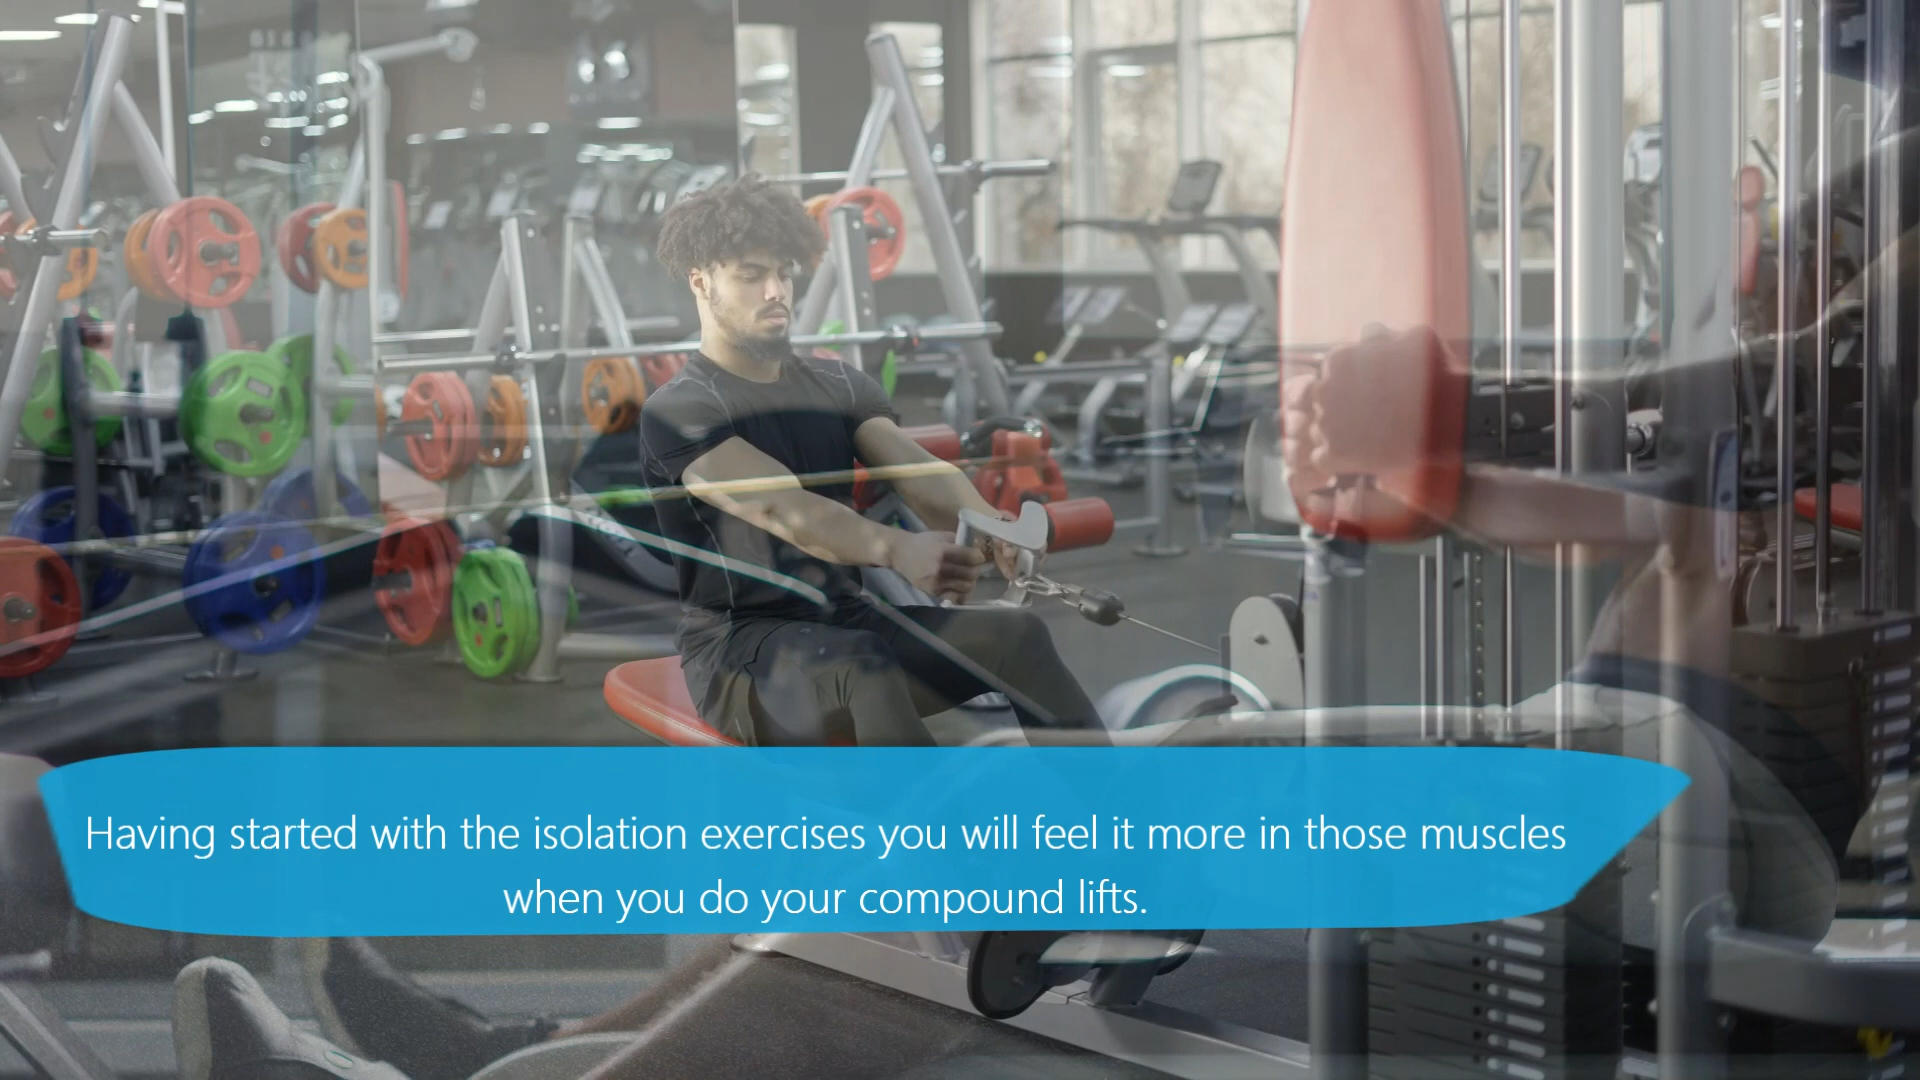 Having started with the isolation exercises you will feel it more in those muscles
when you do your compound lifts.